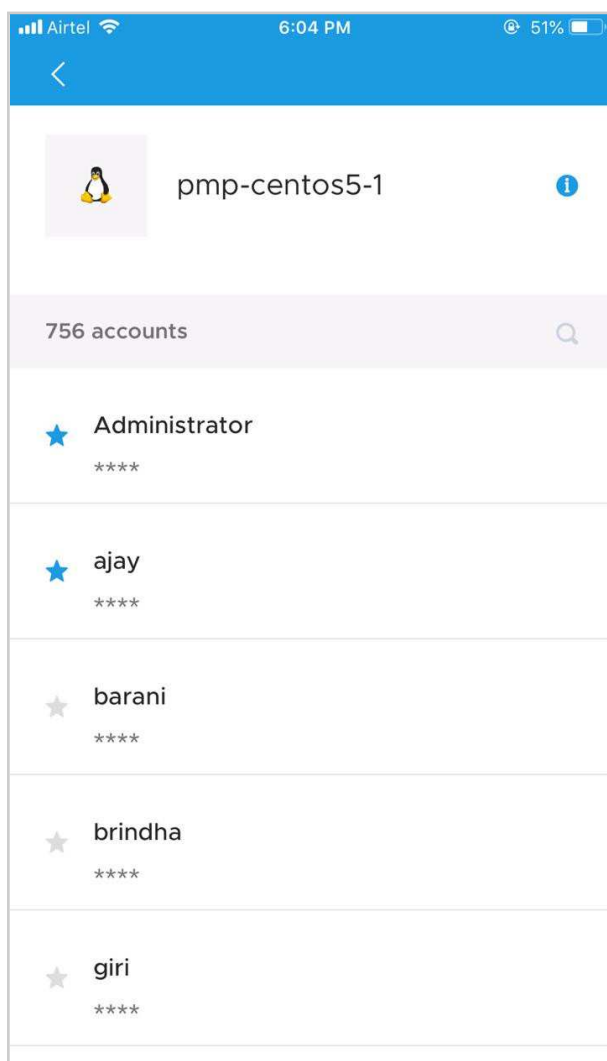 Airtel 6:04 PM 51%
pmp-centos5-1
756 accounts
Administrator
****
ajay
****
barani
****
brindha
****
giri
****